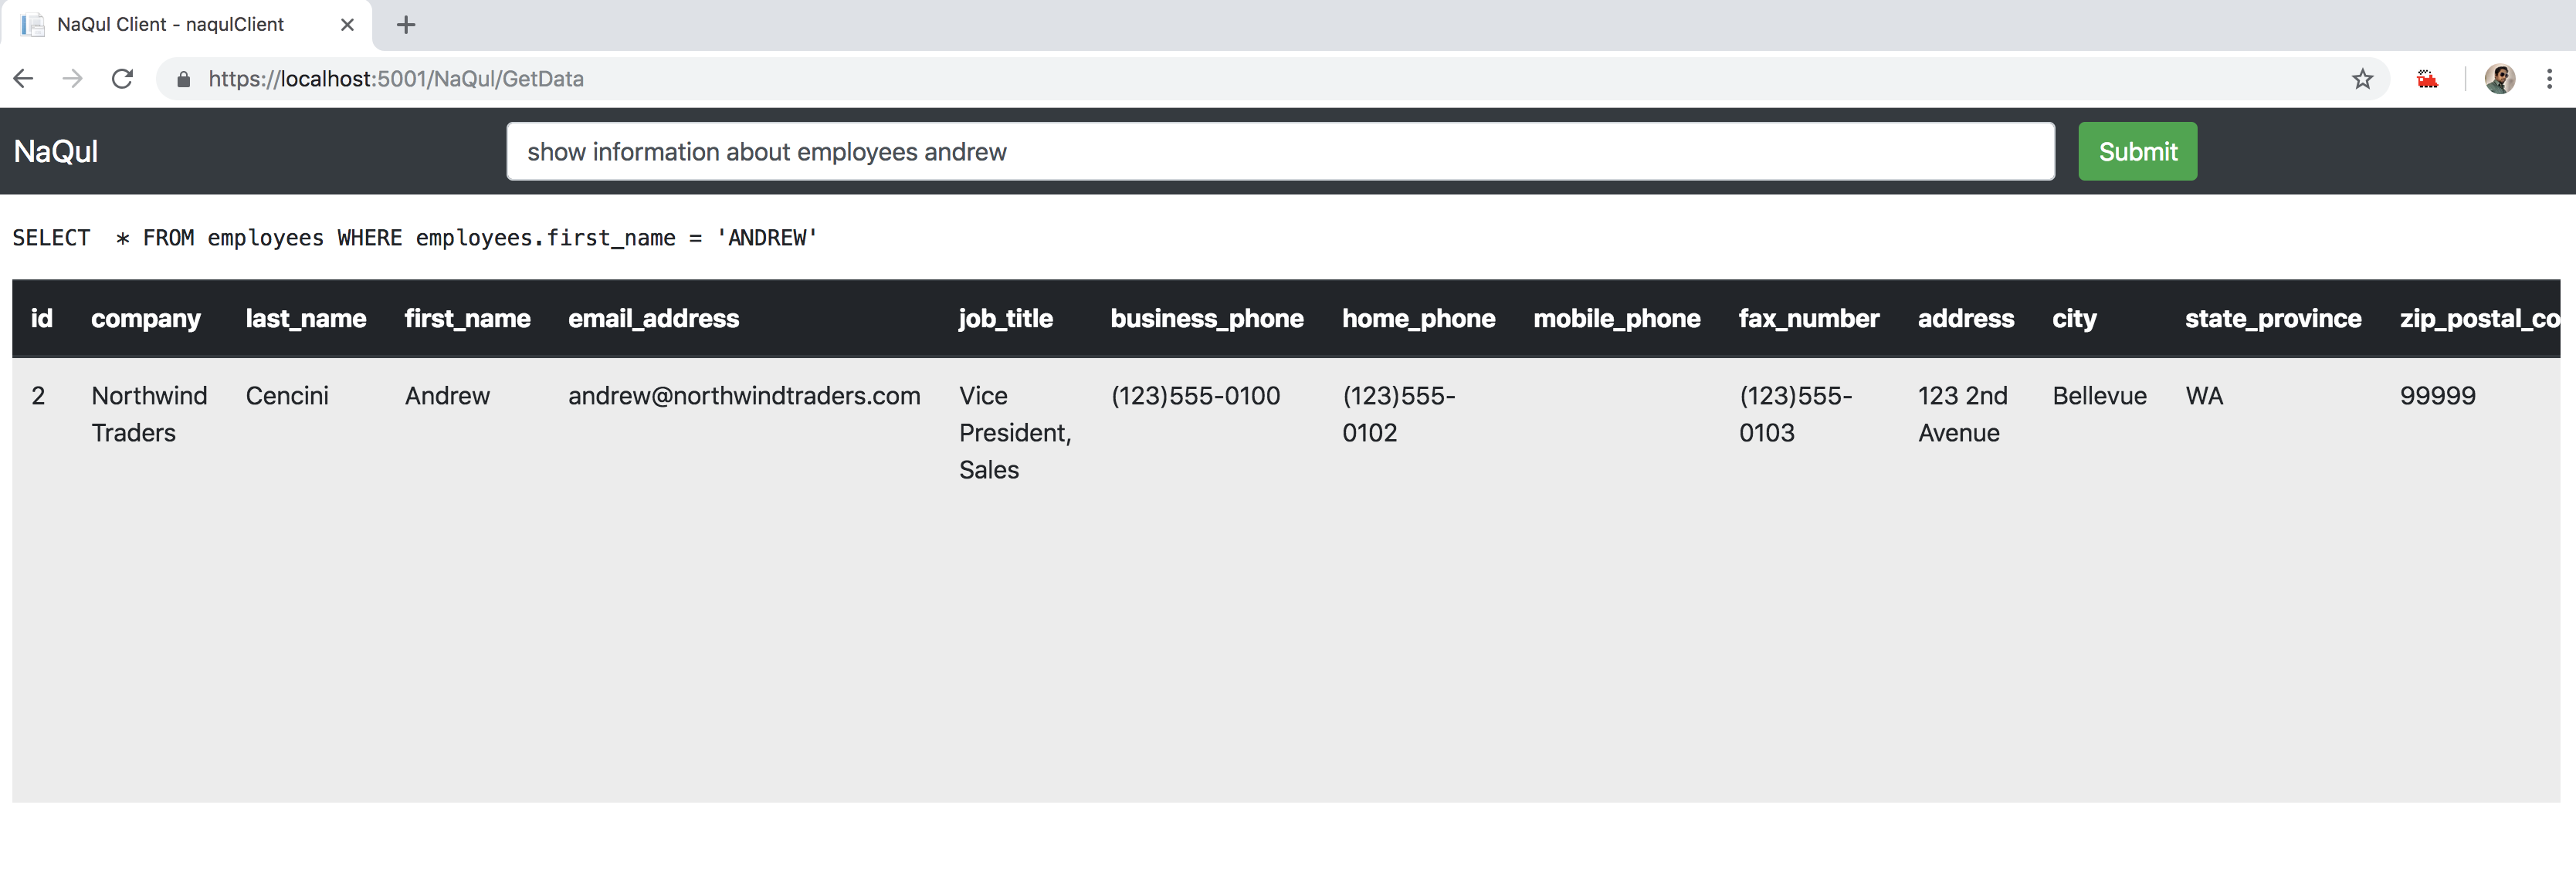 NaQul Client - naqulClient
https://localhost:5001/NaQul/GetData
NaQul show information about employees andrew Submit
SELECT  * FROM employees WHERE employees.first_name = 'ANDREW'
id company last_name first_name email_address job_title business_phone home_phone mobile_phone fax_number address city state_province zip_postal_co
2 Northwind Cencini Andrew andrew@northwindtraders.com Vice (123)555-0100 (123)555- (123)555- 123 2nd Bellevue WA 99999
Traders President, 0102 0103 Avenue
Sales